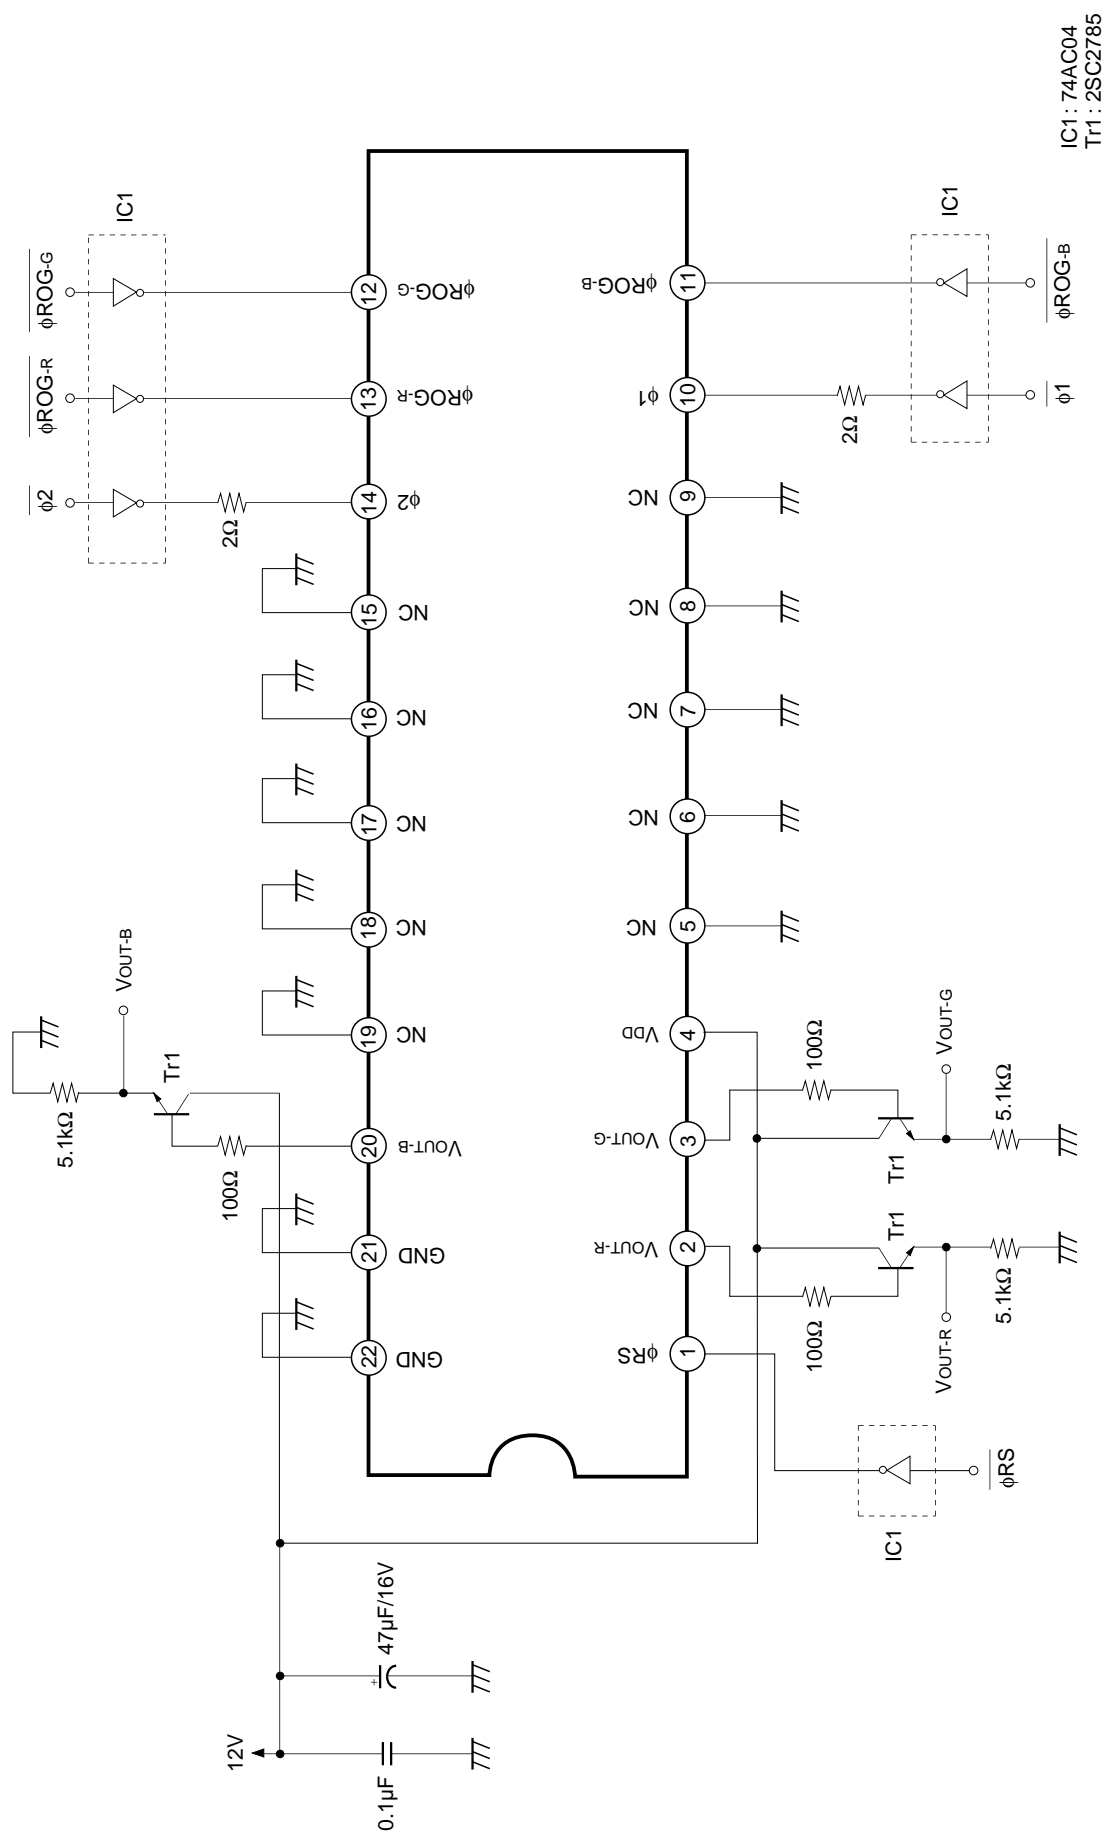 12V
0.1µF
47µF/16V
5.1kΩ
VOUT-B
Tr1
100Ω
φ2
φROG-R
φROG-G
IC1
2Ω
22
21
20
19
18
17
16
15
14
13
12
GND
GND
VOUT-B
NC
NC
NC
NC
NC
φ2
φROG-R
φROG-G
φRS
VOUT-R
VOUT-G
VDD
NC
NC
NC
NC
NC
φ1
φROG-B
1
2
3
4
5
6
7
8
9
10
11
100Ω
100Ω
2Ω
Tr1
Tr1
IC1
IC1
VOUT-R
VOUT-G
5.1kΩ
5.1kΩ
φRS
φ1
φROG-B
IC1 : 74AC04
Tr1 : 2SC2785